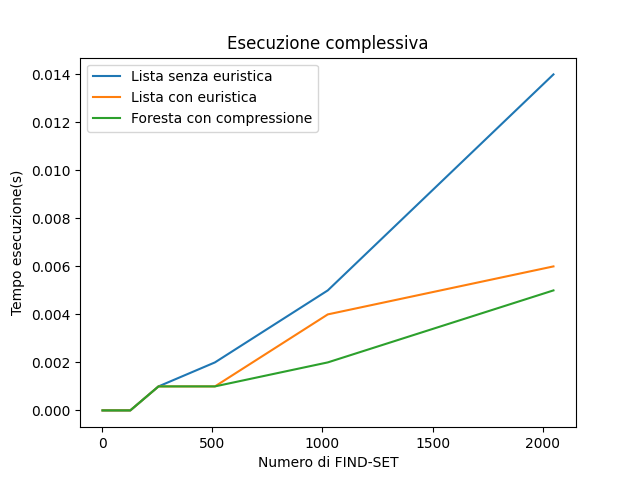 Esecuzione complessiva
Lista senza euristica
Lista con euristica
Foresta con compressione
Tempo esecuzione(s)
0.014
0.012
0.010
0.008
0.006
0.004
0.002
0.000
0 500 1000 1500 2000
Numero di FIND-SET